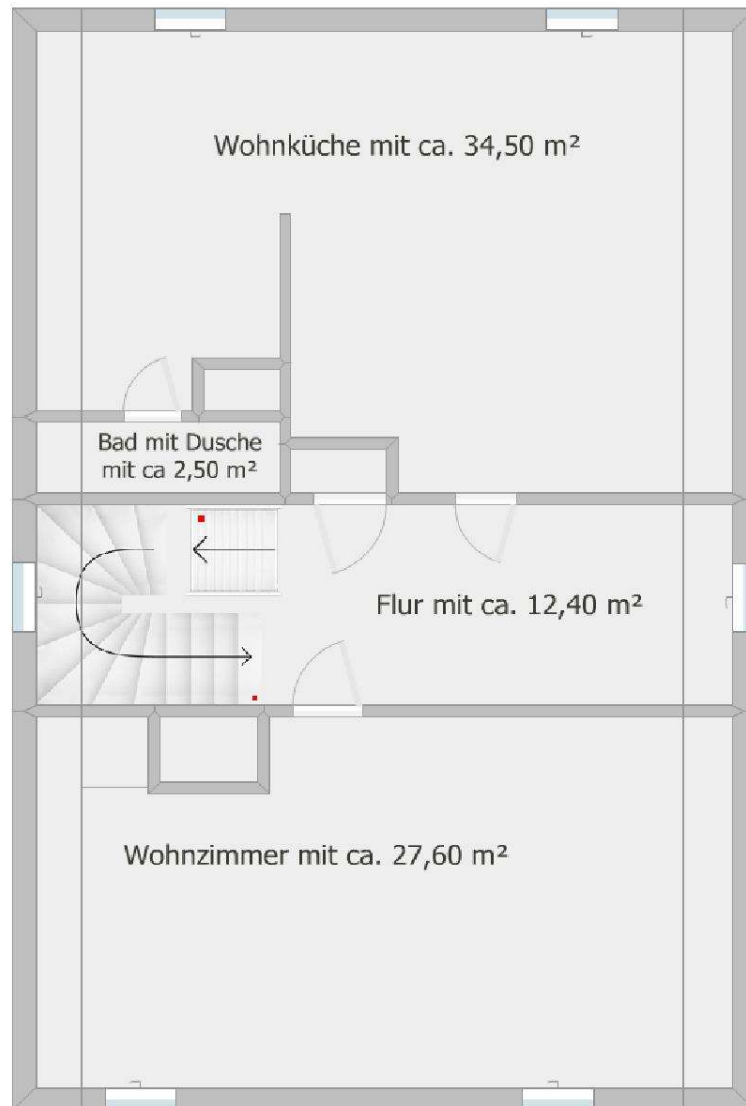 Wohnküche mit ca. 34,50 m²
Bad mit Dusche
mit ca 2,50 m²
Flur mit ca. 12,40 m²
Wohnzimmer mit ca. 27,60 m²